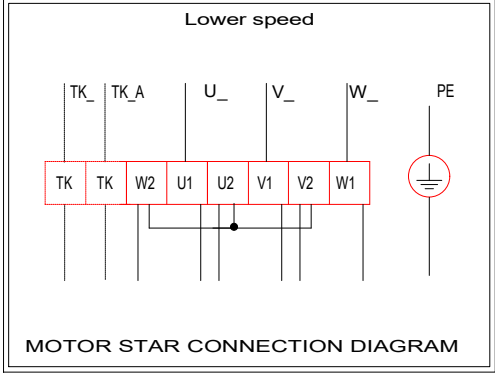 Lower speed
TK_ TK_A U_ V_ W_ PE
TK TK W2 U1 U2 V1 V2 W1
MOTOR STAR CONNECTION DIAGRAM